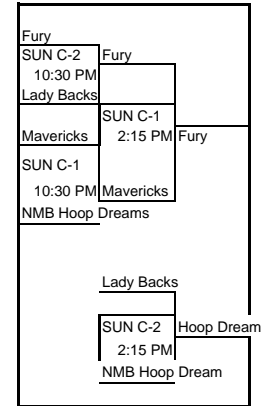 Fury
SUN C-2 Fury
10:30 PM
Lady Backs
SUN C-1
Mavericks 2:15 PM Fury
SUN C-1
10:30 PM Mavericks
NMB Hoop Dreams
Lady Backs
SUN C-2 Hoop Dream
2:15 PM
NMB Hoop Dream